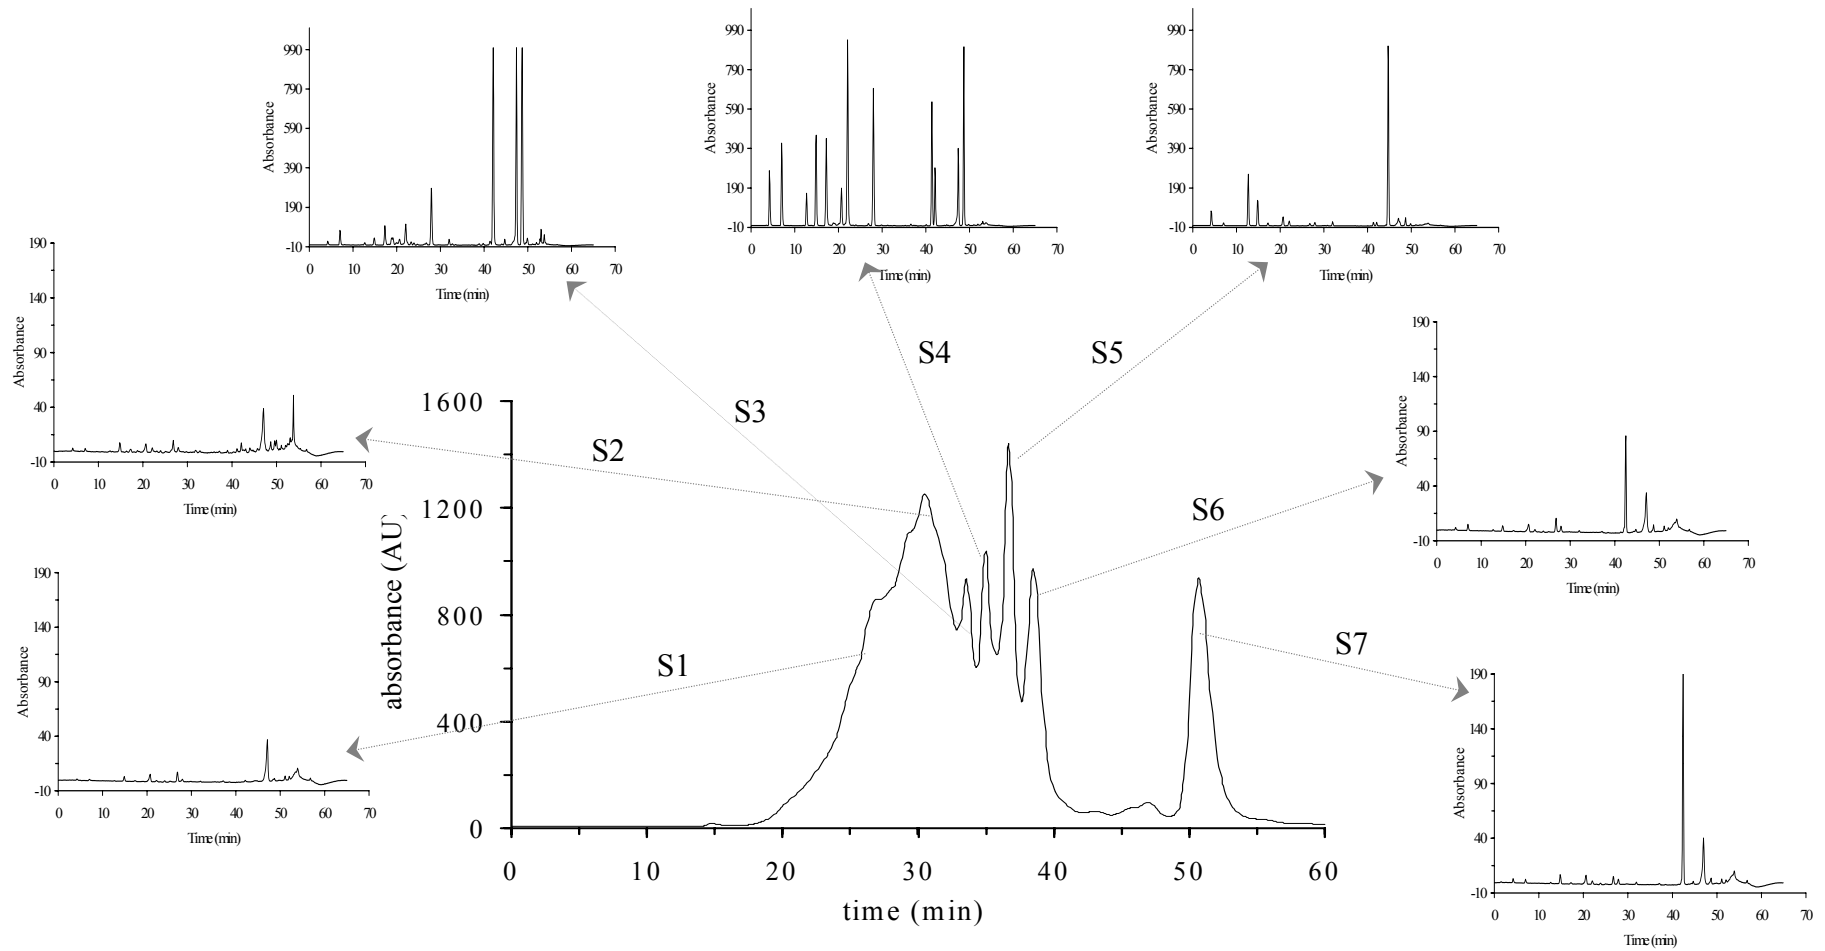 990
790
590
390
190
-10
Absorbance
0 10 20 30 40 50 60 70
Time (min)
990
790
590
390
190
-10
Absorbance
0 10 20 30 40 50 60 70
Time (min)
990
790
590
390
190
-10
Absorbance
0 10 20 30 40 50 60 70
Time (min)
190
140
90
40
-10
Absorbance
0 10 20 30 40 50 60 70
Time (min)
190
140
90
40
-10
Absorbance
0 10 20 30 40 50 60 70
Time (min)
190
140
90
40
-10
Absorbance
0 10 20 30 40 50 60 70
Time (min)
190
140
90
40
-10
Absorbance
0 10 20 30 40 50 60 70
Time (min)
S1
S2
S3
S4
S5
S6
S7
1600
1200
800
400
0
absorbance (AU)
0 10 20 30 40 50 60
time (min)